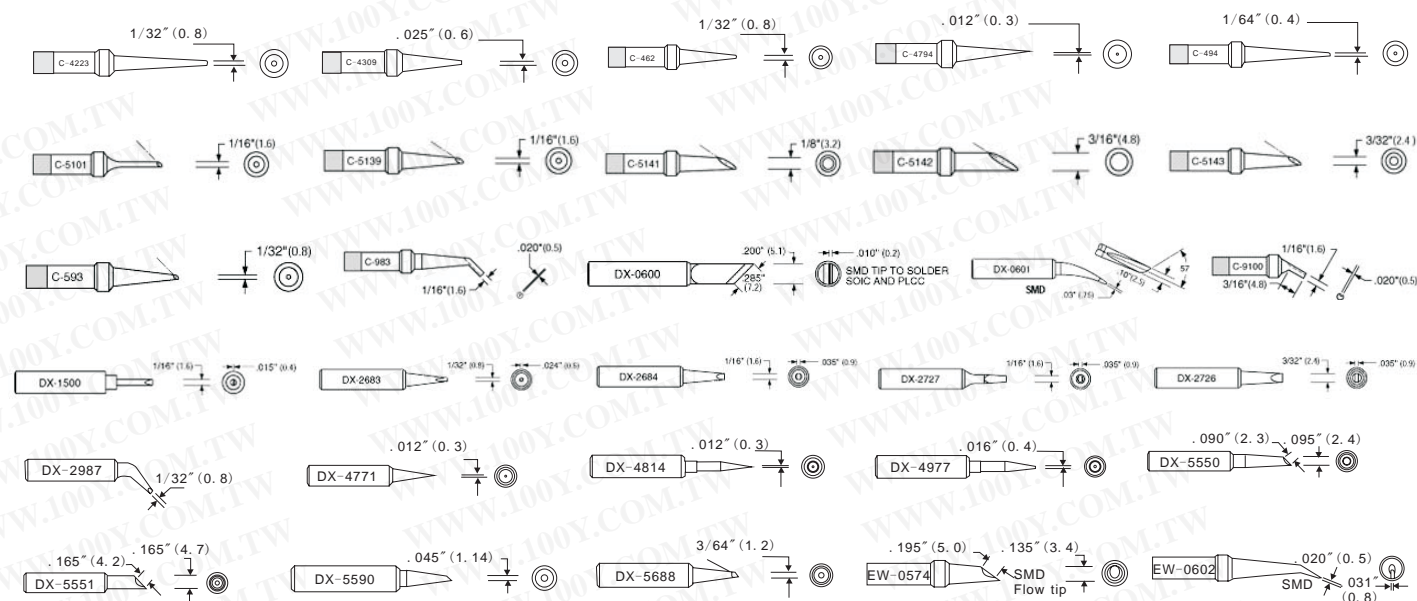 1/32″(0.8)
C-4223
.025″(0.6)
C-4309
1/32″(0.8)
C-462
.012″(0.3)
C-4794
1/64″(0.4)
C-494
C-5101
1/16"(1.6)
C-5139
1/16"(1.6)
C-5141
1/8"(3.2)
C-5142
3/16"(4.8)
C-5143
3/32"(2.4)
C-593
1/32"(0.8)
C-983
1/16"(1.6)
.020"(0.5)
DX-0600
.200" (5.1)
.285"
(7.2)
.010" (0.2)
SMD TIP TO SOLDER
SOIC AND PLCC
DX-0601
SMD
.03" (.75)
.10"(2.5)
57
C-9100
3/16"(4.8)
1/16"(1.6)
.020"(0.5)
DX-1500
1/16" (1.6)
.015" (0.4)
DX-2683
1/32" (0.8)
.024" (0.6)
DX-2684
1/16" (1.6)
.035" (0.9)
DX-2727
1/16" (1.6)
.035" (0.9)
DX-2726
3/32" (2.4)
.035" (0.9)
DX-2987
1/32″(0.8)
DX-4771
.012″(0.3)
DX-4814
.012″(0.3)
DX-4977
.016″(0.4)
DX-5550
.090″(2.3)
.095″(2.4)
DX-5551
.165″(4.2)
.165″(4.7)
DX-5590
.045″(1.14)
DX-5688
3/64″(1.2)
EW-0574
.195″(5.0)
.135″(3.4)
SMD
Flow tip
EW-0602
SMD
.020″(0.5)
.031″
(0.8)
WWW.100Y.COM.TW